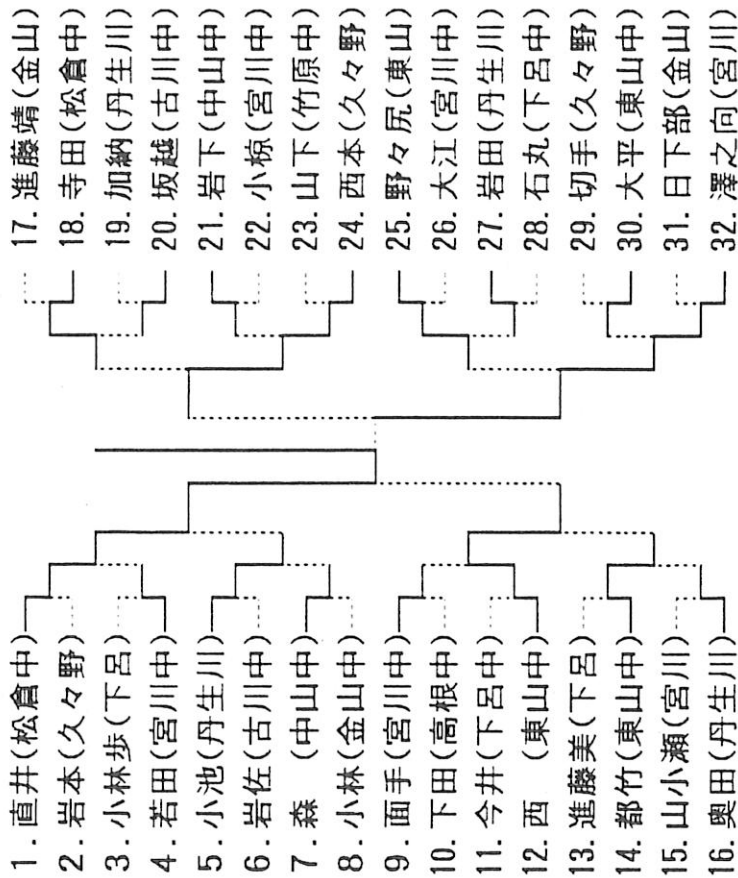 1. 直井(松倉中)
2. 岩本(久々野)
3. 小林歩(下呂)
4. 若田(宮川中)
5. 小池(丹生川)
6. 岩佐(古川中)
7. 森　(中山中)
8. 小林(金山中)
9. 面手(宮川中)
10. 下田(高根中)
11. 今井(下呂中)
12. 西　(東山中)
13. 進藤美(下呂)
14. 都竹(東山中)
15. 山小瀬(宮川)
16. 奥田(丹生川)
17. 進藤靖(金山)
18. 寺田(松倉中)
19. 加納(丹生川)
20. 坂越(古川中)
21. 岩下(中山中)
22. 小椋(宮川中)
23. 山下(竹原中)
24. 西本(久々野)
25. 野々尻(東山)
26. 大江(宮川中)
27. 岩田(丹生川)
28. 石丸(下呂中)
29. 切手(久々野)
30. 大平(東山中)
31. 日下部(金山)
32. 澤之向(宮川)